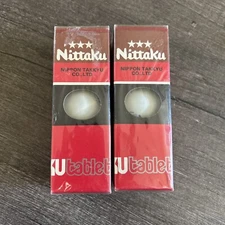 Nittaku
NIPPON TAKKYU
CO., LTD.
KU tablet
Nittaku
NIPPON TAKKYU
CO., LTD.
KU tablet